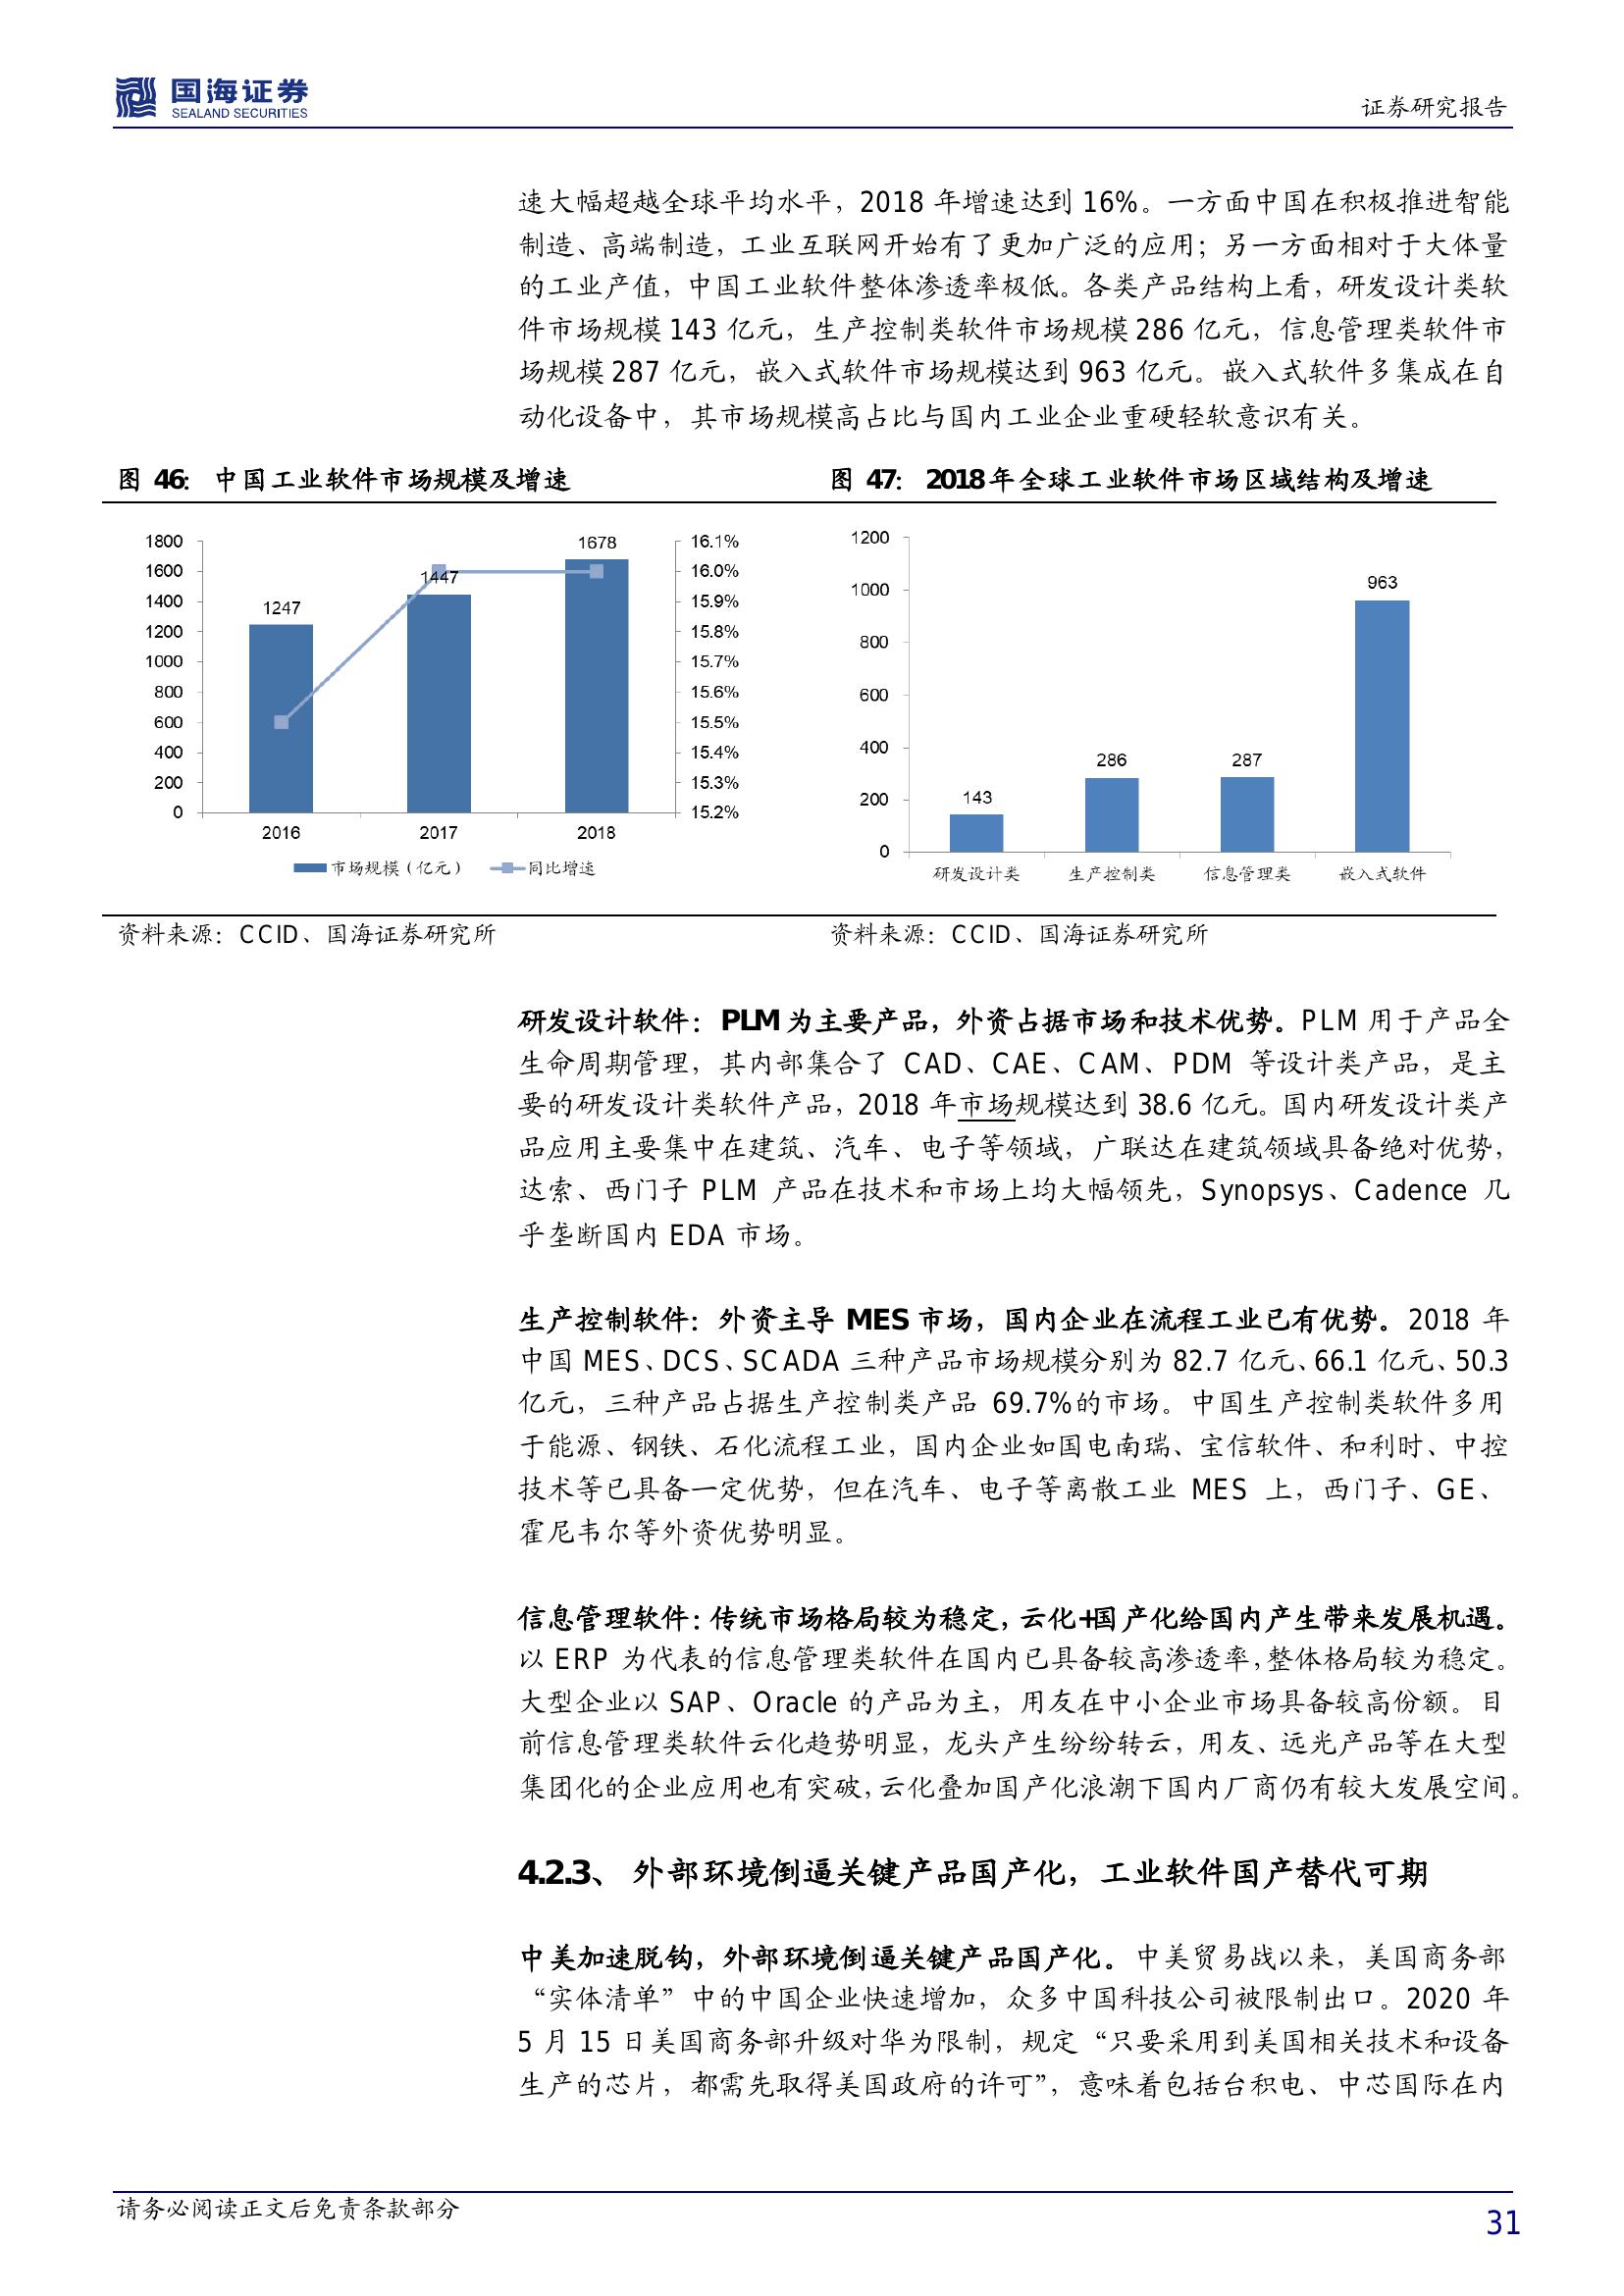 国海证券
SEALAND SECURITIES
证券研究报告
速大幅超越全球平均水平，2018 年增速达到 16%。一方面中国在积极推进智能
制造、高端制造，工业互联网开始有了更加广泛的应用；另一方面相对于大体量
的工业产值，中国工业软件整体渗透率极低。各类产品结构上看，研发设计类软
件市场规模 143 亿元，生产控制类软件市场规模 286 亿元，信息管理类软件市
场规模 287 亿元，嵌入式软件市场规模达到 963 亿元。嵌入式软件多集成在自
动化设备中，其市场规模高占比与国内工业企业重硬轻软意识有关。
图 46： 中国工业软件市场规模及增速
1800
1600
1400
1200
1000
800
600
400
200
0
1247
1447
1678
16.1%
16.0%
15.9%
15.8%
15.7%
15.6%
15.5%
15.4%
15.3%
15.2%
2016 2017 2018
市场规模（亿元） 同比增速
资料来源：CCID、国海证券研究所
图 47： 2018年全球工业软件市场区域结构及增速
1200
1000
800
600
400
200
0
143
286
287
963
研发设计类 生产控制类 信息管理类 嵌入式软件
资料来源：CCID、国海证券研究所
研发设计软件：PLM 为主要产品，外资占据市场和技术优势。PLM 用于产品全
生命周期管理，其内部集合了 CAD、CAE、CAM、PDM 等设计类产品，是主
要的研发设计类软件产品，2018 年市场规模达到 38.6 亿元。国内研发设计类产
品应用主要集中在建筑、汽车、电子等领域，广联达在建筑领域具备绝对优势，
达索、西门子 PLM 产品在技术和市场上均大幅领先，Synopsys、Cadence 几
乎垄断国内 EDA 市场。
生产控制软件：外资主导 MES 市场，国内企业在流程工业已有优势。2018 年
中国 MES、DCS、SCADA 三种产品市场规模分别为 82.7 亿元、66.1 亿元、50.3
亿元，三种产品占据生产控制类产品 69.7%的市场。中国生产控制类软件多用
于能源、钢铁、石化流程工业，国内企业如国电南瑞、宝信软件、和利时、中控
技术等已具备一定优势，但在汽车、电子等离散工业 MES 上，西门子、GE、
霍尼韦尔等外资优势明显。
信息管理软件：传统市场格局较为稳定，云化+国产化给国内产生带来发展机遇。
以 ERP 为代表的信息管理类软件在国内已具备较高渗透率，整体格局较为稳定。
大型企业以 SAP、Oracle 的产品为主，用友在中小企业市场具备较高份额。目
前信息管理类软件云化趋势明显，龙头产生纷纷转云，用友、远光产品等在大型
集团化的企业应用也有突破，云化叠加国产化浪潮下国内厂商仍有较大发展空间。
4.2.3、 外部环境倒逼关键产品国产化，工业软件国产替代可期
中美加速脱钩，外部环境倒逼关键产品国产化。中美贸易战以来，美国商务部
“实体清单”中的中国企业快速增加，众多中国科技公司被限制出口。2020 年
5 月 15 日美国商务部升级对华为限制，规定“只要采用到美国相关技术和设备
生产的芯片，都需先取得美国政府的许可”，意味着包括台积电、中芯国际在内
请务必阅读正文后免责条款部分
31